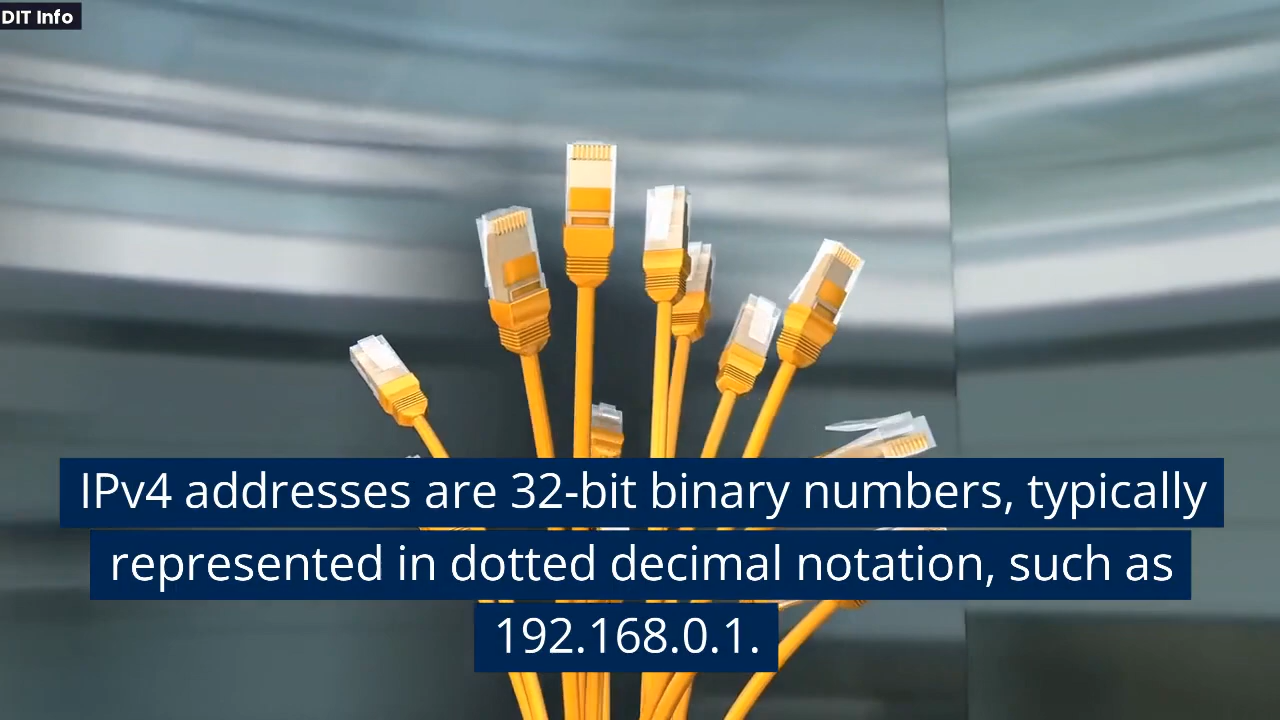 DIT Info
IPv4 addresses are 32-bit binary numbers, typically
represented in dotted decimal notation, such as
192.168.0.1.